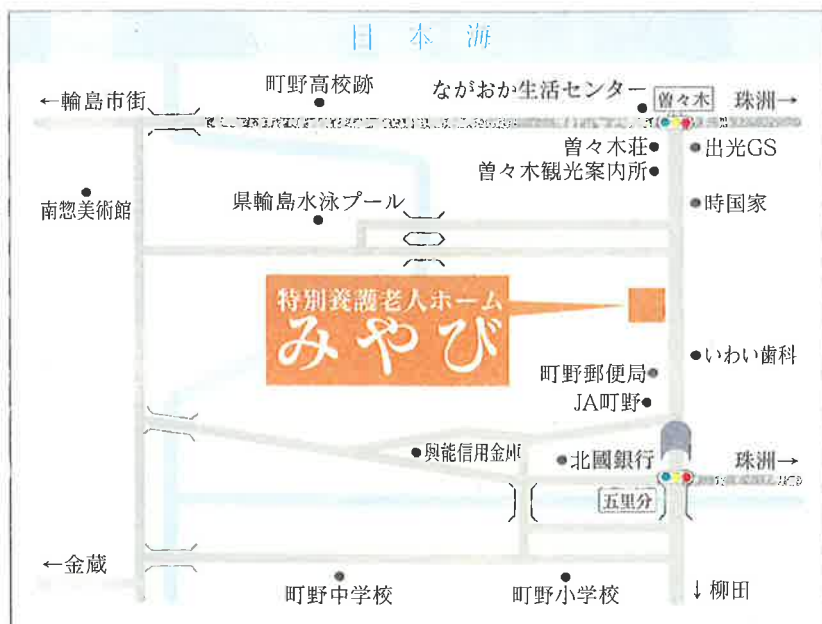 日本海
町野高校跡
ながおか生活センター
←輪島市街
曽々木
珠洲→
曽々木荘
出光GS
曽々木観光案内所
南惣美術館
県輪島水泳プール
時国家
特別養護老人ホーム
みやび
いわい歯科
町野郵便局
JA町野
興能信用金庫
北國銀行
珠洲→
五里分
←金蔵
町野中学校
町野小学校
↓柳田